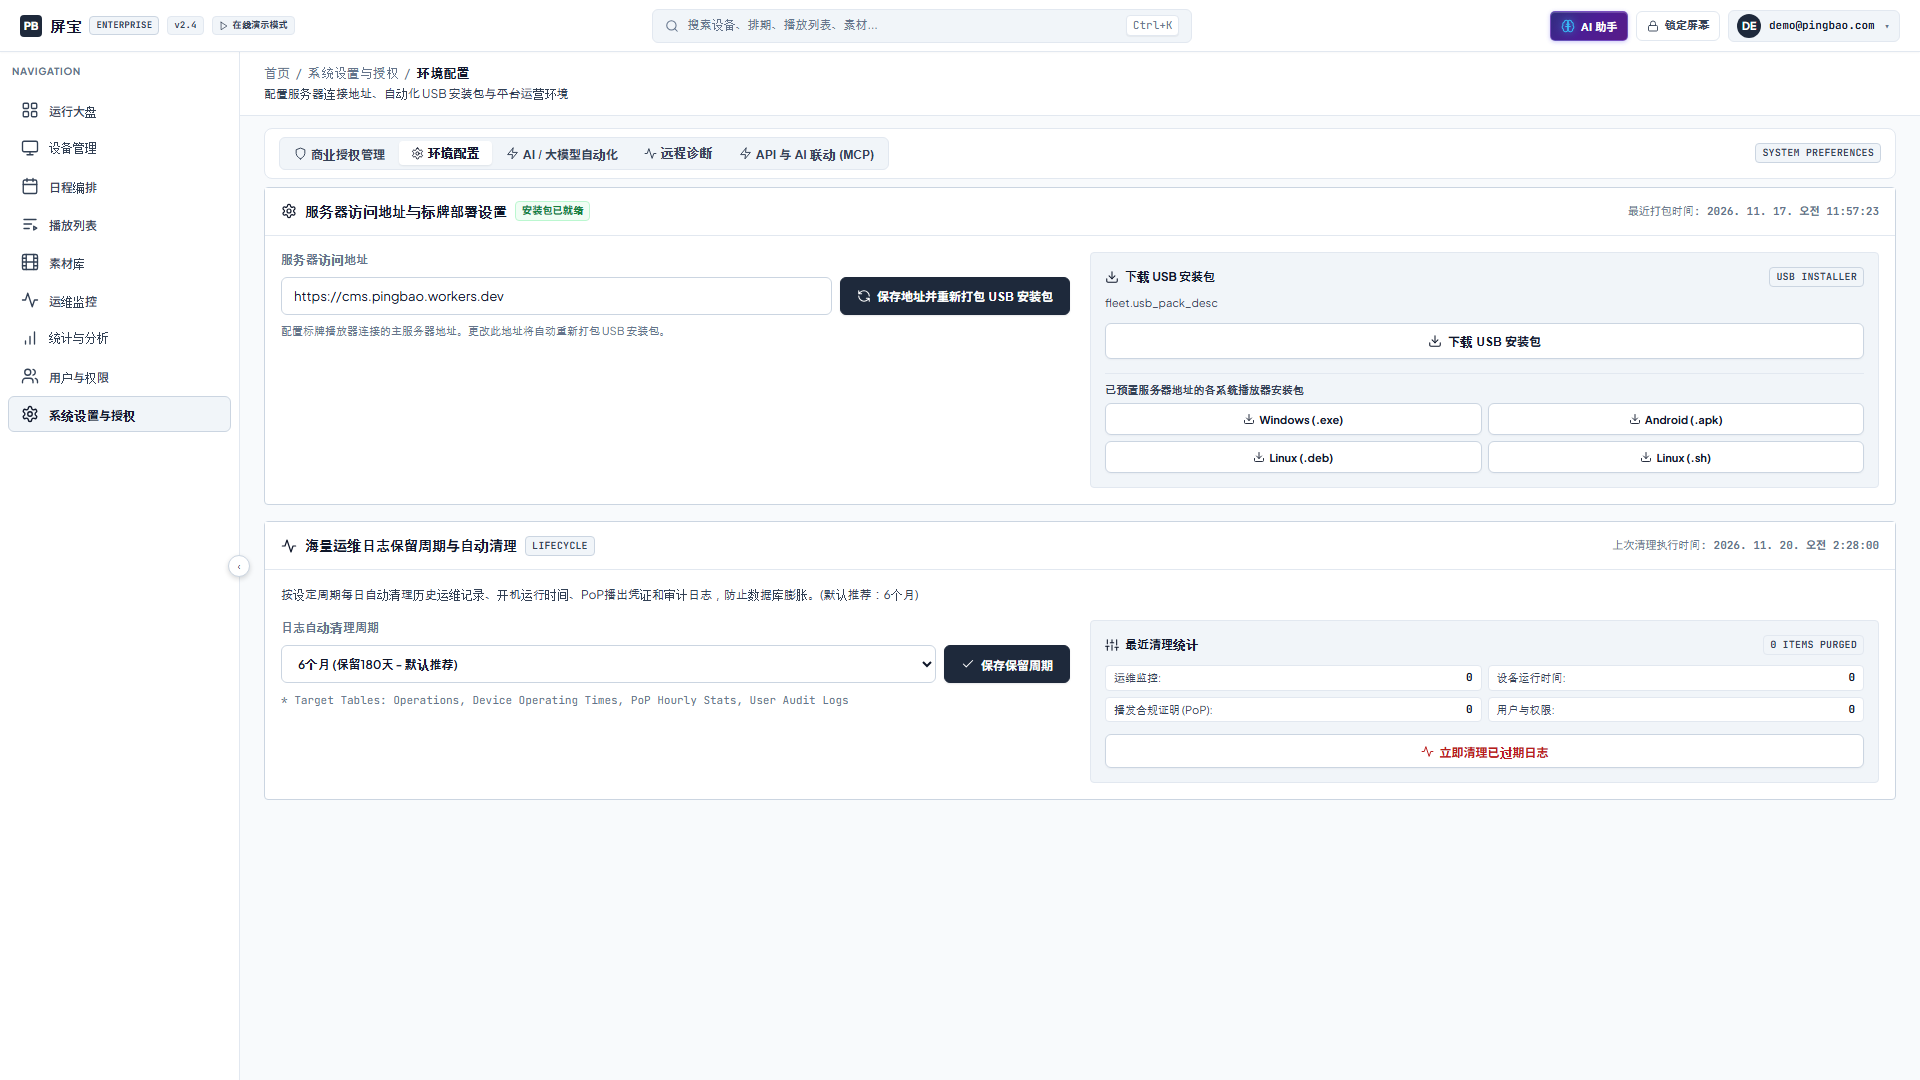 PB 屏宝 ENTERPRISE v2.4 在线演示模式
搜索设备、排期、播放列表、素材... Ctrl+K
AI 助手 锁定屏幕 DE demo@pingbao.com
NAVIGATION
运行大盘
设备管理
日程编排
播放列表
素材库
运维监控
统计与分析
用户与权限
系统设置与授权
首页 / 系统设置与授权 / 环境配置
配置服务器连接地址、自动化 USB 安装包与平台运营环境
商业授权管理 环境配置 AI / 大模型自动化 远程诊断 API 与 AI 联动 (MCP)
SYSTEM PREFERENCES
服务器访问地址与标牌部署设置 安装包已就绪
最近打包时间: 2026. 11. 17. 오전 11:57:23
服务器访问地址
https://cms.pingbao.workers.dev
保存地址并重新打包 USB 安装包
配置标牌播放器连接的主服务器地址。更改此地址将自动重新打包 USB 安装包。
下载 USB 安装包 USB INSTALLER
fleet.usb_pack_desc
下载 USB 安装包
已预置服务器地址的各系统播放器安装包
Windows (.exe) Android (.apk)
Linux (.deb) Linux (.sh)
海量运维日志保留周期与自动清理 LIFECYCLE
上次清理执行时间: 2026. 11. 20. 오전 2:28:00
按设定周期每日自动清理历史运维记录、开机运行时间、PoP播出凭证和审计日志，防止数据库膨胀。(默认推荐：6个月)
日志自动清理周期
6个月 (保留180天 - 默认推荐)
保存保留周期
* Target Tables: Operations, Device Operating Times, PoP Hourly Stats, User Audit Logs
最近清理统计 0 ITEMS PURGED
运维监控: 0 设备运行时间: 0
播发合规证明 (PoP): 0 用户与权限: 0
立即清理已过期日志